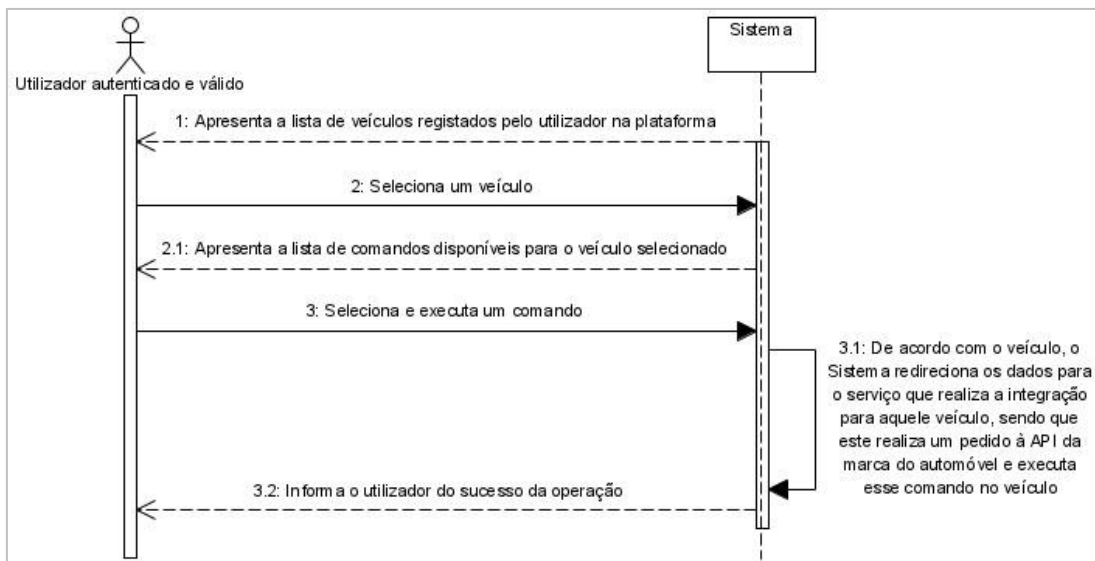 Sistema
Utilizador autenticado e válido
1: Apresenta a lista de veículos registados pelo utilizador na plataforma
2: Seleciona um veículo
2.1: Apresenta a lista de comandos disponíveis para o veículo selecionado
3: Seleciona e executa um comando
3.1: De acordo com o veículo, o
Sistema redireciona os dados para
o serviço que realiza a integração
para aquele veículo, sendo que
este realiza um pedido à API da
marca do automóvel e executa
esse comando no veículo
3.2: Informa o utilizador do sucesso da operação